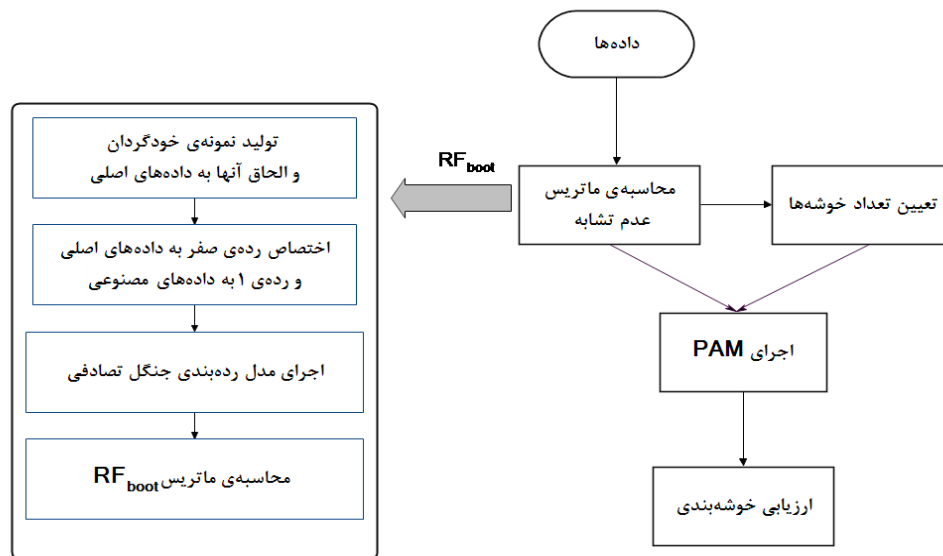 داده‌ها
محاسبه‌ی ماتریس
عدم تشابه
تعیین تعداد خوشه‌ها
RFboot
تولید نمونه‌ی خودگردان
و الحاق آنها به داده‌های اصلی
اختصاص رده‌ی صفر به داده‌های اصلی
و رده‌ی ۱ به داده‌های مصنوعی
اجرای مدل رده‌بندی جنگل تصادفی
محاسبه‌ی ماتریس RFboot
اجرای PAM
ارزیابی خوشه‌بندی